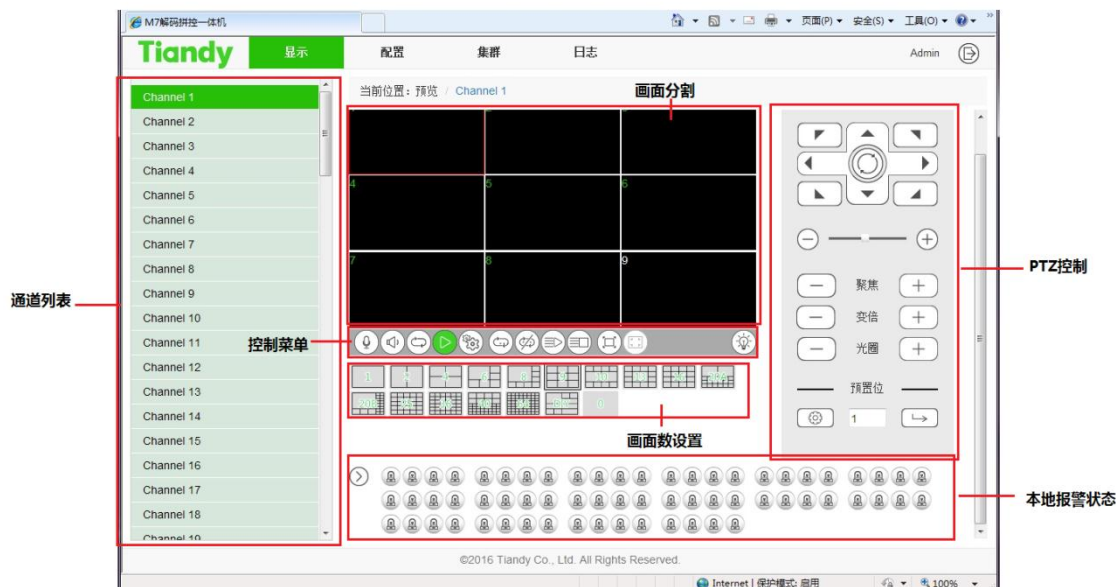 M7解码拼控一体机
页面(P) 安全(S) 工具(O)
Tiandy 显示 配置 集群 日志 Admin
当前位置：预览 / Channel 1
画面分割
Channel 1
Channel 2
Channel 3
Channel 4
Channel 5
Channel 6
Channel 7
Channel 8
Channel 9
Channel 10
Channel 11
Channel 12
Channel 13
Channel 14
Channel 15
Channel 16
Channel 17
Channel 18
Channel 19
通道列表
4 5 6
7 8 9
控制菜单
画面数设置
PTZ控制
聚焦
变倍
光圈
预置位
1
本地报警状态
©2016 Tiandy Co., Ltd. All Rights Reserved.
Internet | 保护模式: 启用
100%